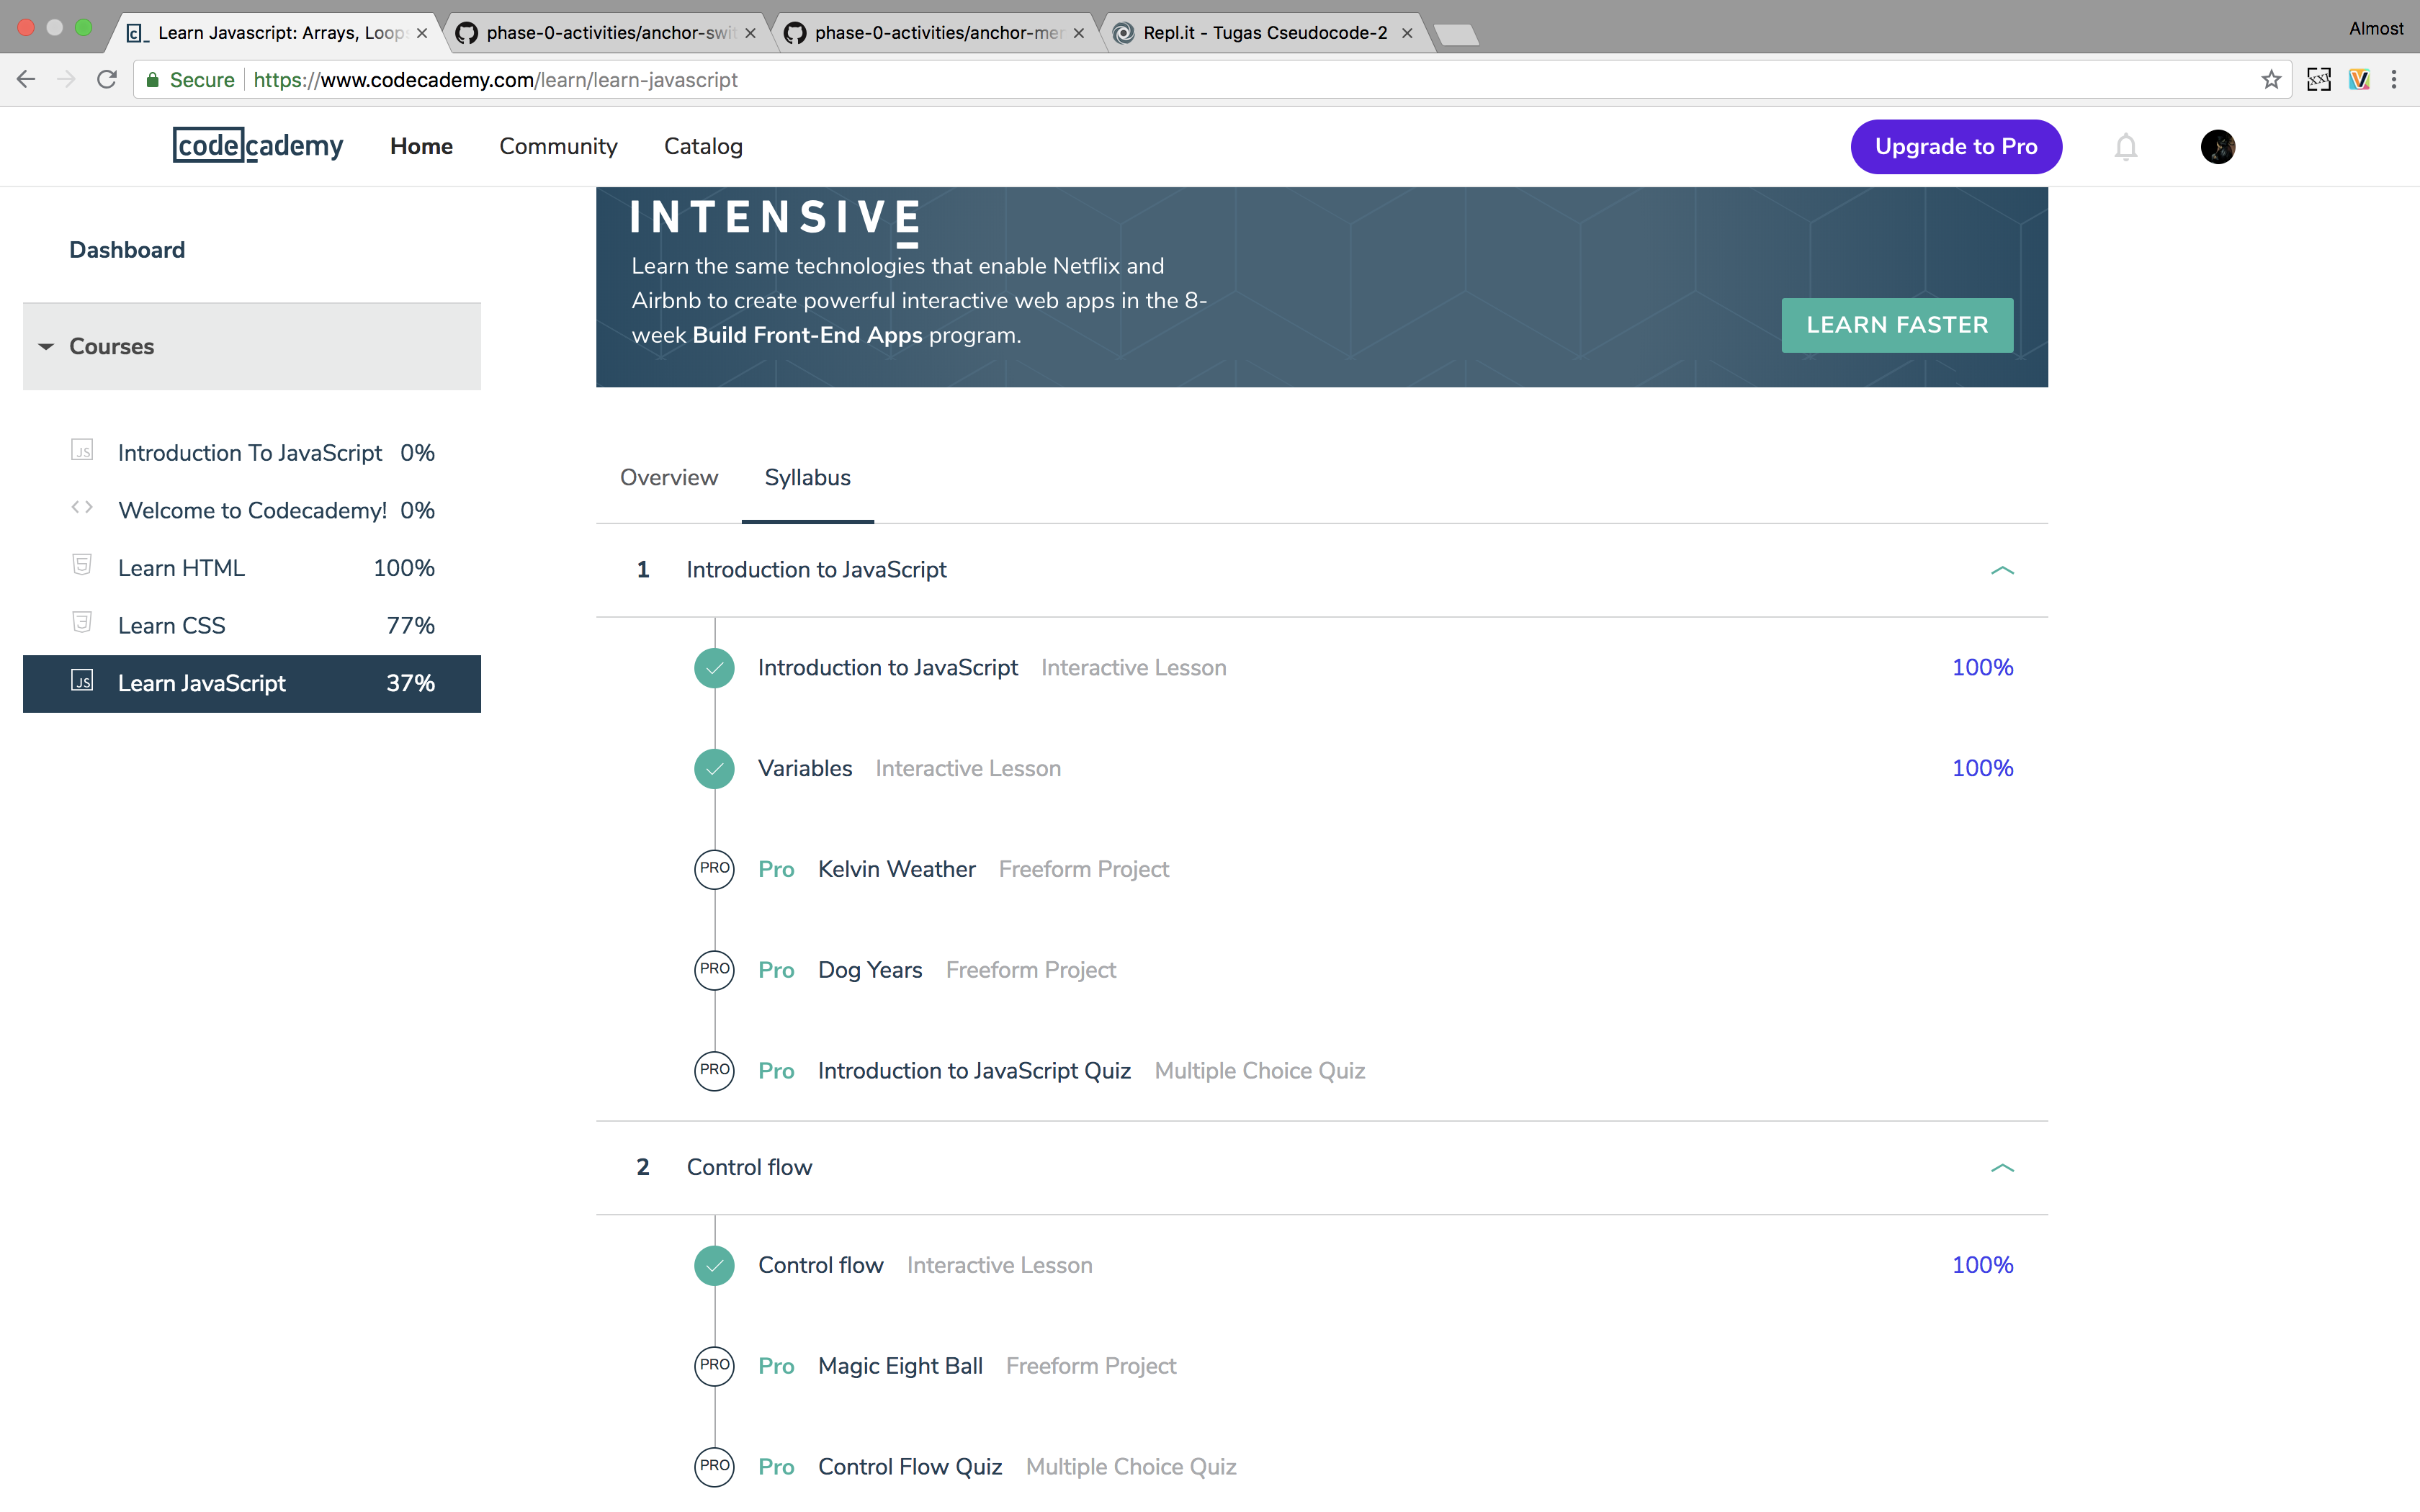 Learn Javascript: Arrays, Loops
phase-0-activities/anchor-swit
phase-0-activities/anchor-mer
Repl.it - Tugas Cseudocode-2
Almost
Secure https://www.codecademy.com/learn/learn-javascript
codecademy Home Community Catalog Upgrade to Pro
INTENSIVE
Learn the same technologies that enable Netflix and
Airbnb to create powerful interactive web apps in the 8-
week Build Front-End Apps program.
LEARN FASTER
Dashboard
Courses
JS Introduction To JavaScript 0%
<> Welcome to Codecademy! 0%
5 Learn HTML 100%
3 Learn CSS 77%
JS Learn JavaScript 37%
Overview Syllabus
1 Introduction to JavaScript
Introduction to JavaScript Interactive Lesson 100%
Variables Interactive Lesson 100%
PRO Pro Kelvin Weather Freeform Project
PRO Pro Dog Years Freeform Project
PRO Pro Introduction to JavaScript Quiz Multiple Choice Quiz
2 Control flow
Control flow Interactive Lesson 100%
PRO Pro Magic Eight Ball Freeform Project
PRO Pro Control Flow Quiz Multiple Choice Quiz